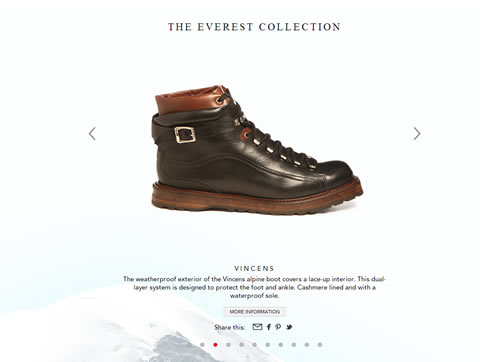 THE EVEREST COLLECTION
VINCENS
The weatherproof exterior of the Vincens alpine boot covers a lace-up interior. This dual-
layer system is designed to protect the foot and ankle. Cashmere lined and with a
waterproof sole.
MORE INFORMATION
Share this: